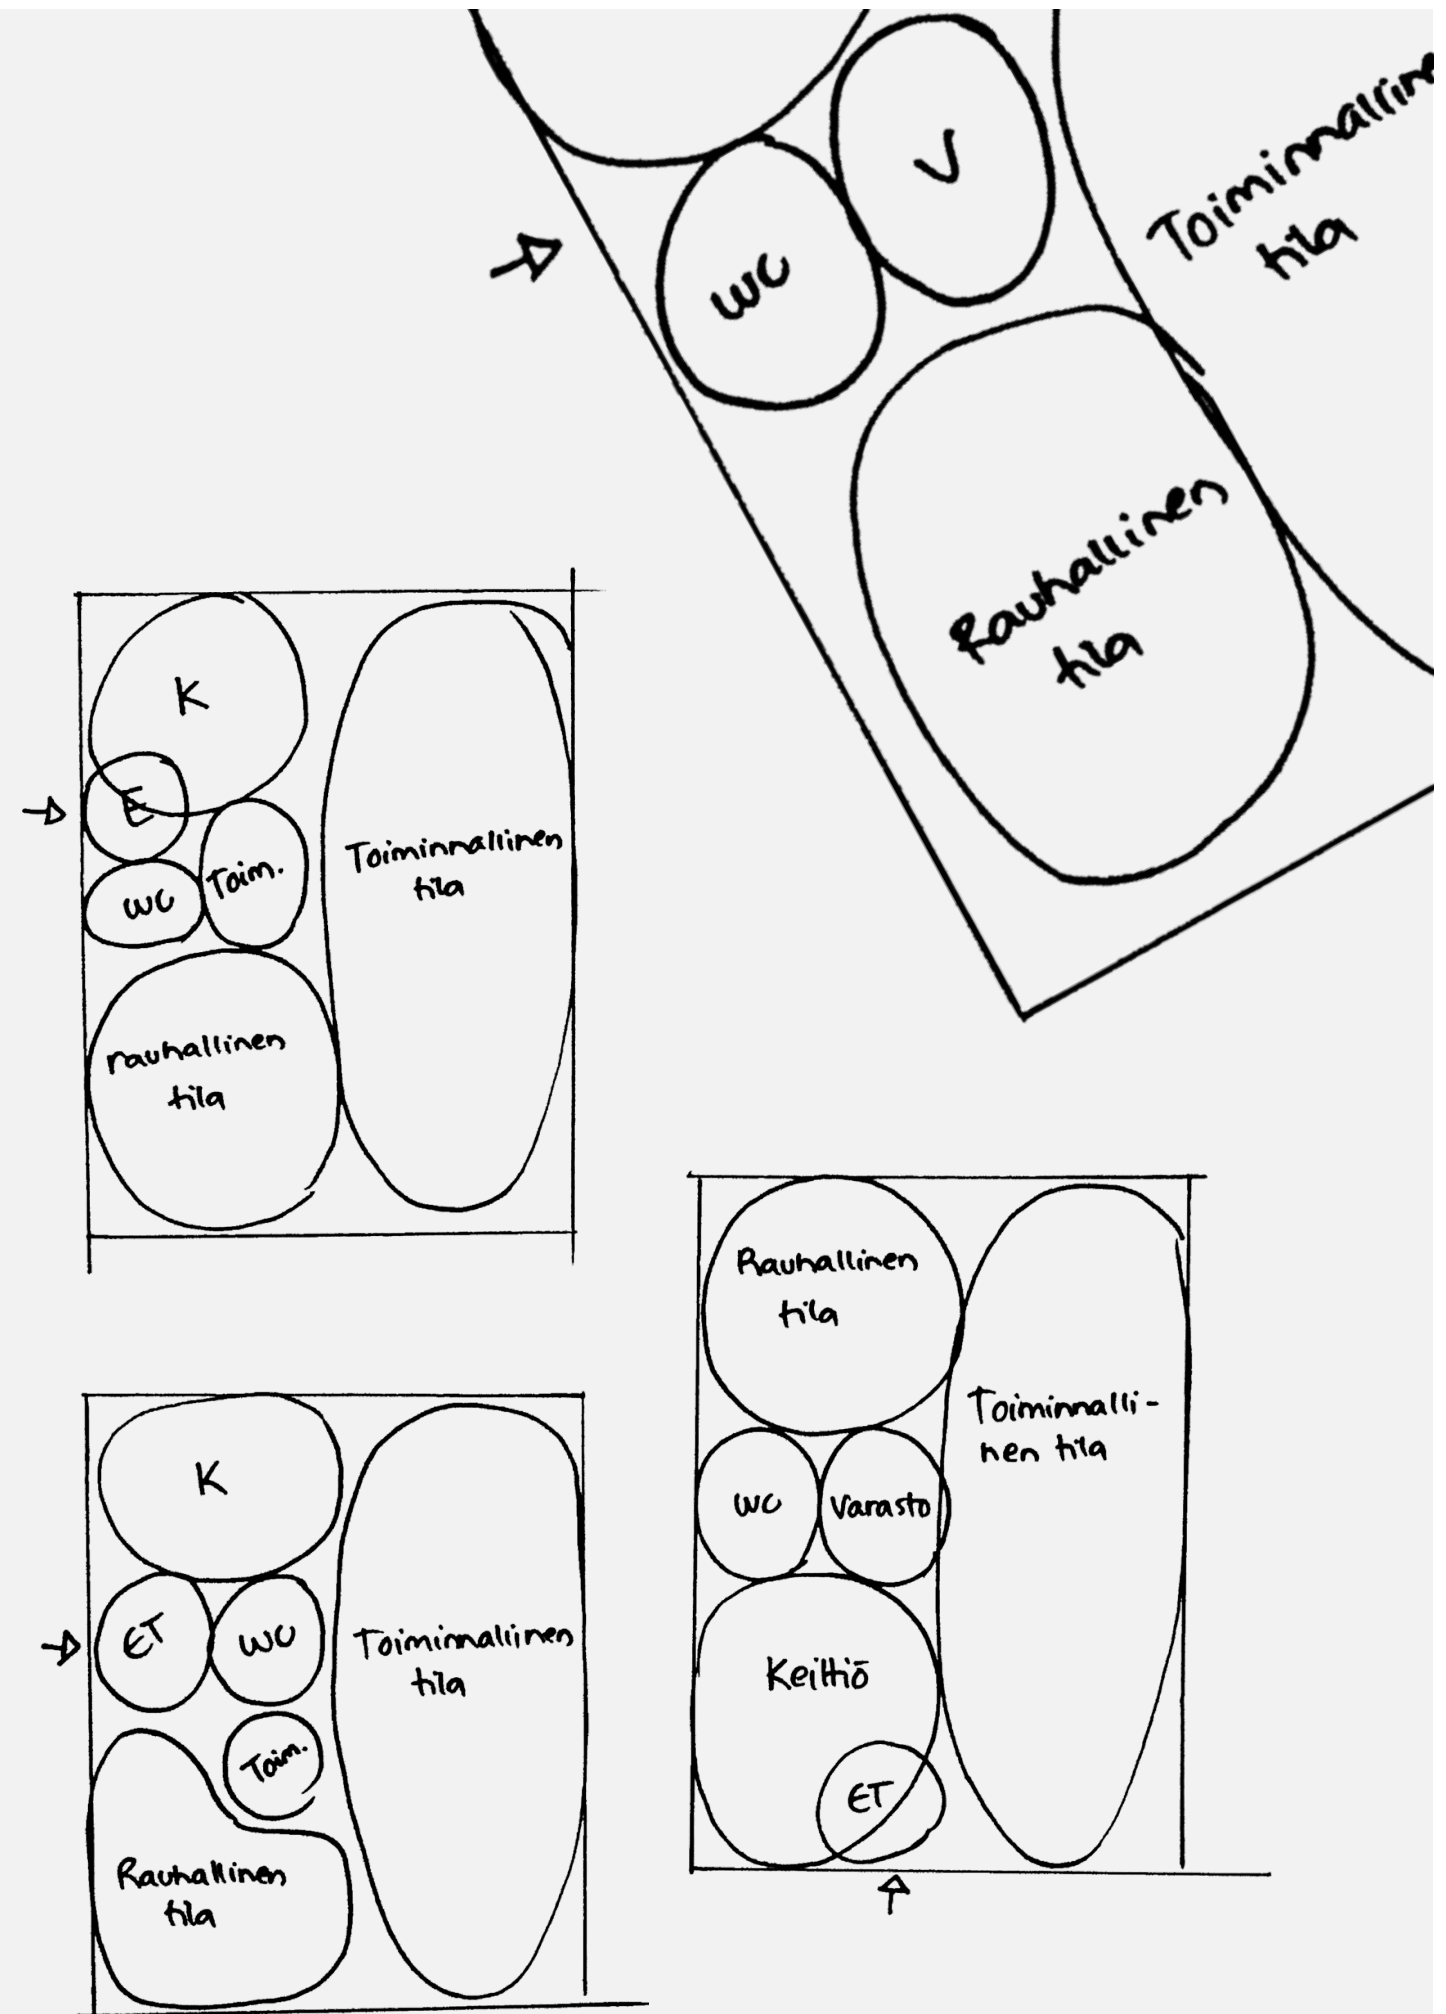 V
Toiminnalline
tila
WC
Rauhallinen
tila
K
E
WC
Toim.
Toiminnallinen
tila
rauhallinen
tila
Rauhallinen
tila
Toiminnalli-
nen tila
WC
Varasto
Keittiö
ET
K
ET
WC
Toim.
Toiminnallinen
tila
Rauhallinen
tila